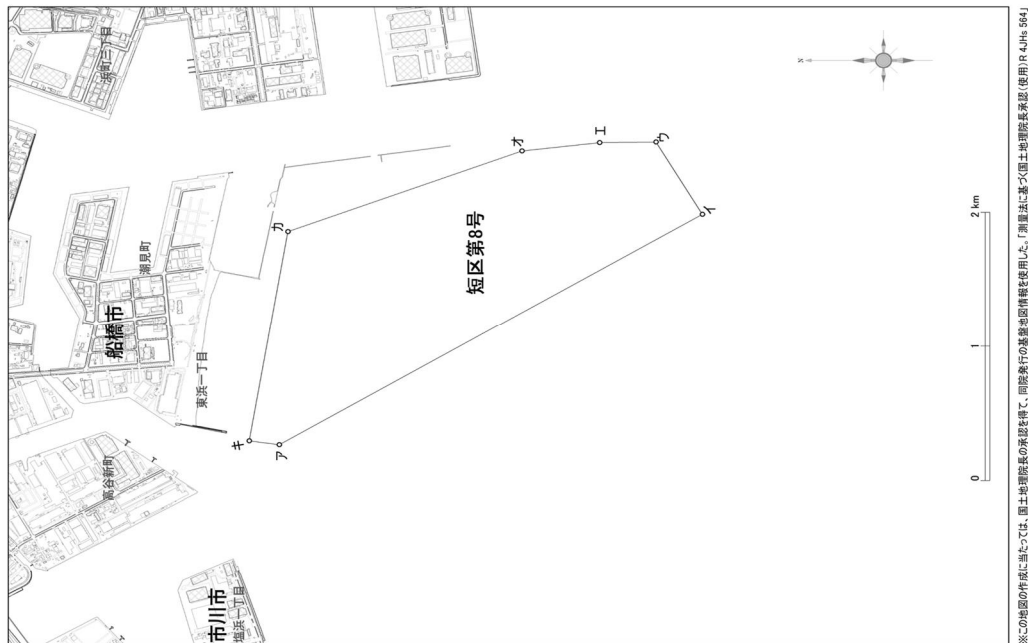 浜町三丁目
船橋市
潮見町
東浜一丁目
高谷新町
市川市
塩浜一丁目
短区第8号
カ
オ
エ
ウ
イ
キ
ア
N
0
1
2 km
※この地図の作成に当たっては、国土地理院長の承認を得て、同院発行の基盤地図情報を使用した。「測量法に基づく国土地理院長承認(使用)R 4JHs 564」